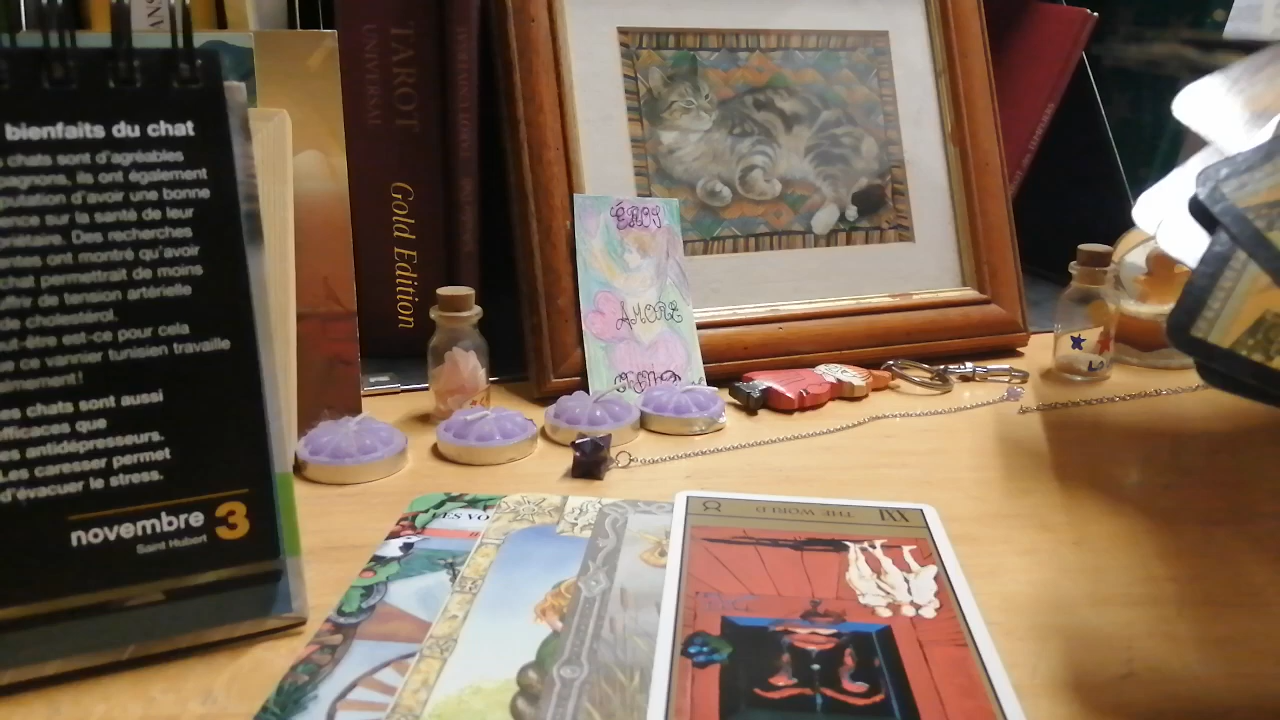 bienfaits du chat
chats sont d'agréables
pagnons, ils ont également
putation d'avoir une bonne
ence sur la santé de leur
priétaire. Des recherches
entes ont montré qu'avoir
chat permettrait de moins
uffrir de tension artérielle
de cholestérol.
eut-être est-ce pour cela
ue ce vannier tunisien travaille
almement !
es chats sont aussi
efficaces que
es antidépresseurs.
Les caresser permet
d'évacuer le stress.
novembre 3
Saint Hubert
TAROT
UNIVERSAL
Gold Edition
AMORE
LES VO
XXI
THE WORLD